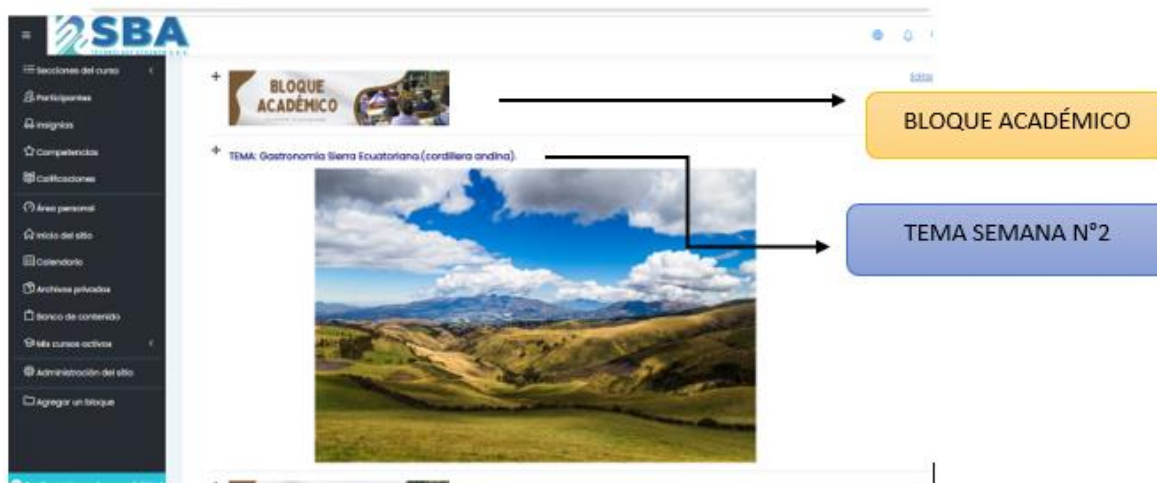 SBA
Secciones del curso
Participantes
Insignias
Competencias
Calificaciones
Área personal
Inicio del sitio
Calendario
Archivos privados
Banco de contenido
Mis cursos activos
Administración del sitio
Agregar un bloque
BLOQUE
ACADÉMICO
TEMA: Gastronomía Sierra Ecuatoriana.(cordillera andina).
BLOQUE ACADÉMICO
TEMA SEMANA N°2